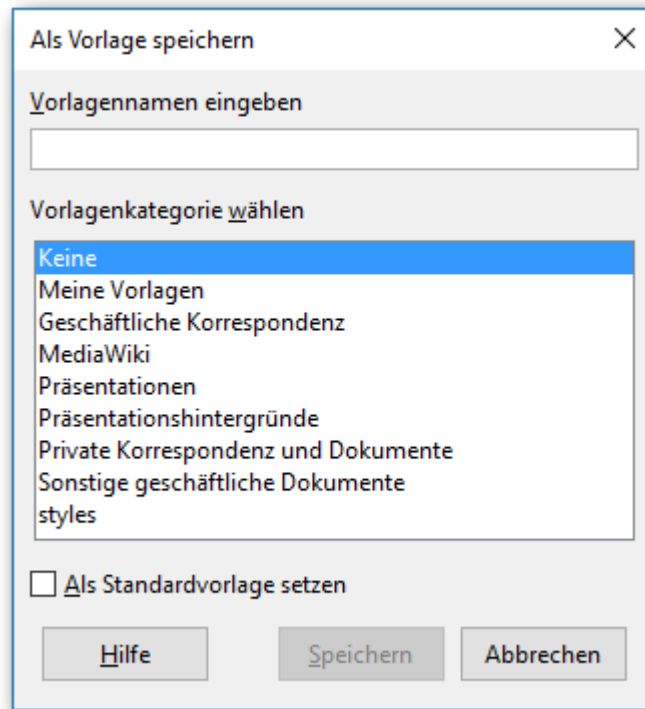 Als Vorlage speichern
Vorlagennamen eingeben
Vorlagenkategorie wählen
Keine
Meine Vorlagen
Geschäftliche Korrespondenz
MediaWiki
Präsentationen
Präsentationshintergründe
Private Korrespondenz und Dokumente
Sonstige geschäftliche Dokumente
styles
Als Standardvorlage setzen
Hilfe Speichern Abbrechen